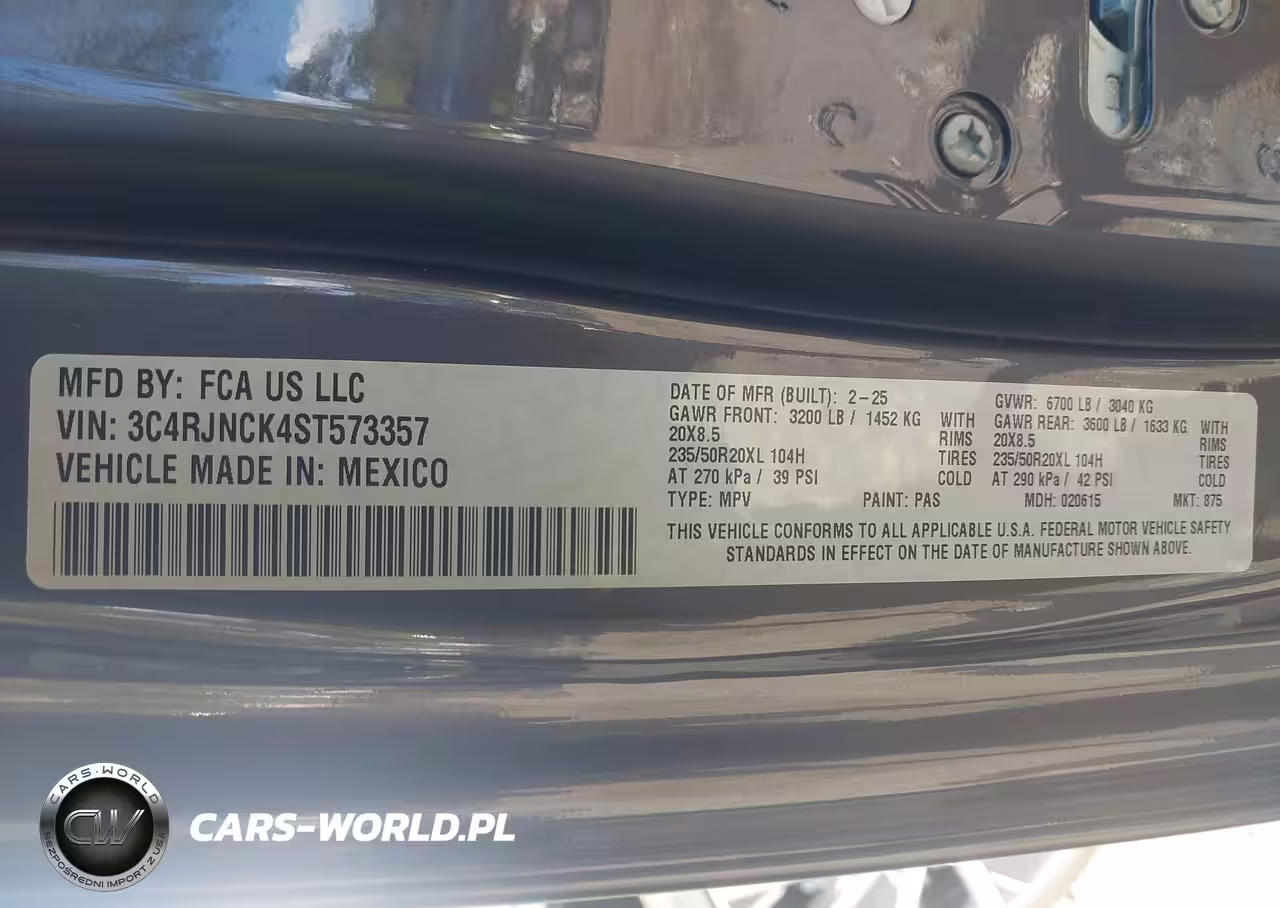 MFD BY: FCA US LLC
VIN: 3C4RJNCK4ST573357
VEHICLE MADE IN: MEXICO
DATE OF MFR (BUILT): 2-25
GAWR FRONT: 3200 LB / 1452 KG WITH
20X8.5 RIMS
235/50R20XL 104H TIRES
AT 270 kPa / 39 PSI COLD
GVWR: 6700 LB / 3040 KG
GAWR REAR: 3600 LB / 1633 KG WITH
20X8.5 RIMS
235/50R20XL 104H TIRES
AT 290 kPa / 42 PSI COLD
TYPE: MPV PAINT: PAS MDH: 020615 MKT: 875
THIS VEHICLE CONFORMS TO ALL APPLICABLE U.S.A. FEDERAL MOTOR VEHICLE SAFETY
STANDARDS IN EFFECT ON THE DATE OF MANUFACTURE SHOWN ABOVE.
CARS-WORLD
CW
BEZPOŚREDNI IMPORT Z USA
CARS-WORLD.PL